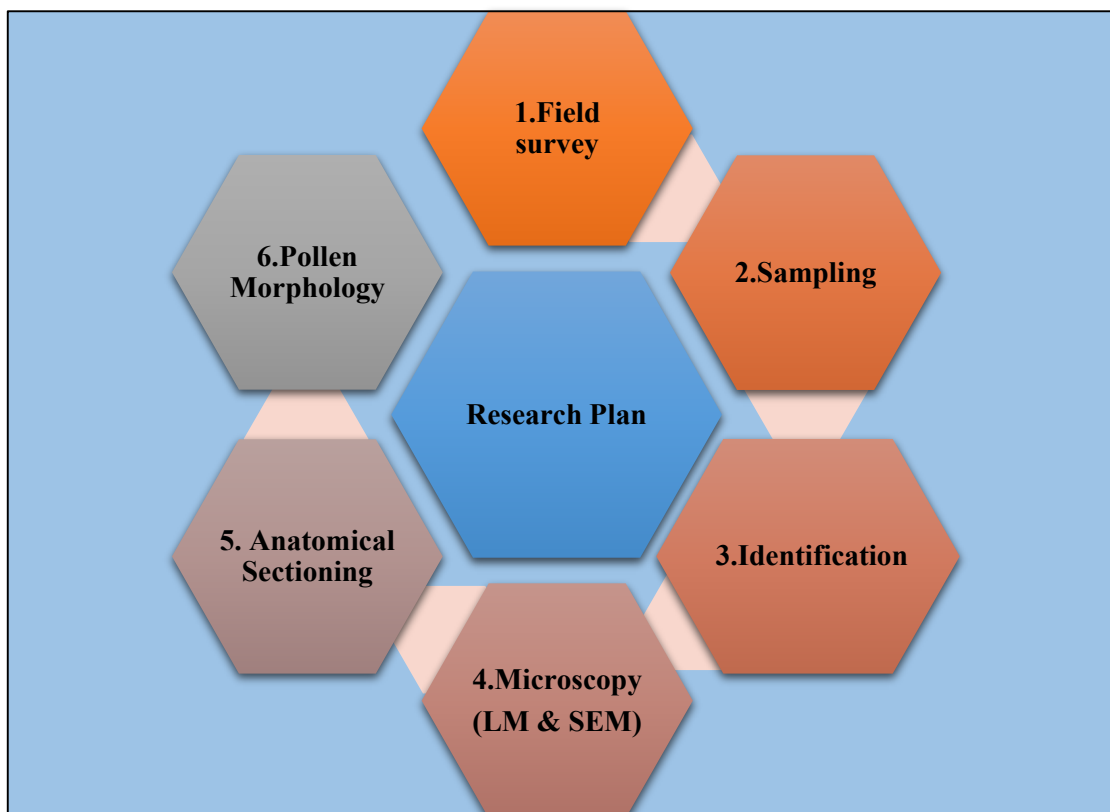 1.Field
survey
2.Sampling
3.Identification
4.Microscopy
(LM & SEM)
5. Anatomical
Sectioning
6.Pollen
Morphology
Research Plan